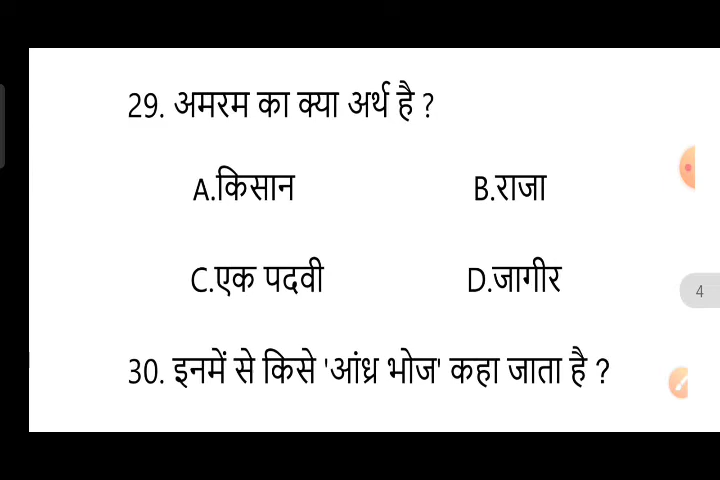 29. अमरम का क्या अर्थ है ?
A.किसान B.राजा
C.एक पदवी D.जागीर
4
30. इनमें से किसे 'आंध्र भोज' कहा जाता है ?